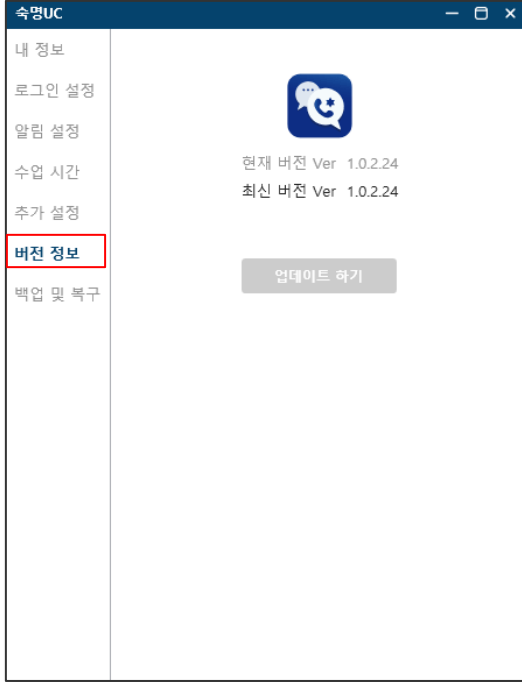 숙명UC
내 정보
로그인 설정
알림 설정
수업 시간
추가 설정
버전 정보
백업 및 복구
현재 버전 Ver 1.0.2.24
최신 버전 Ver 1.0.2.24
업데이트 하기